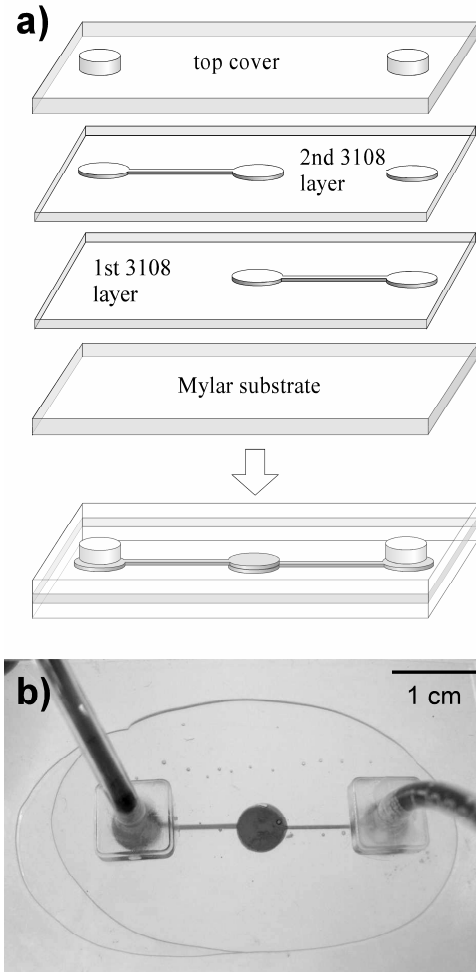 a)
top cover
2nd 3108
layer
1st 3108
layer
Mylar substrate
b)
1 cm